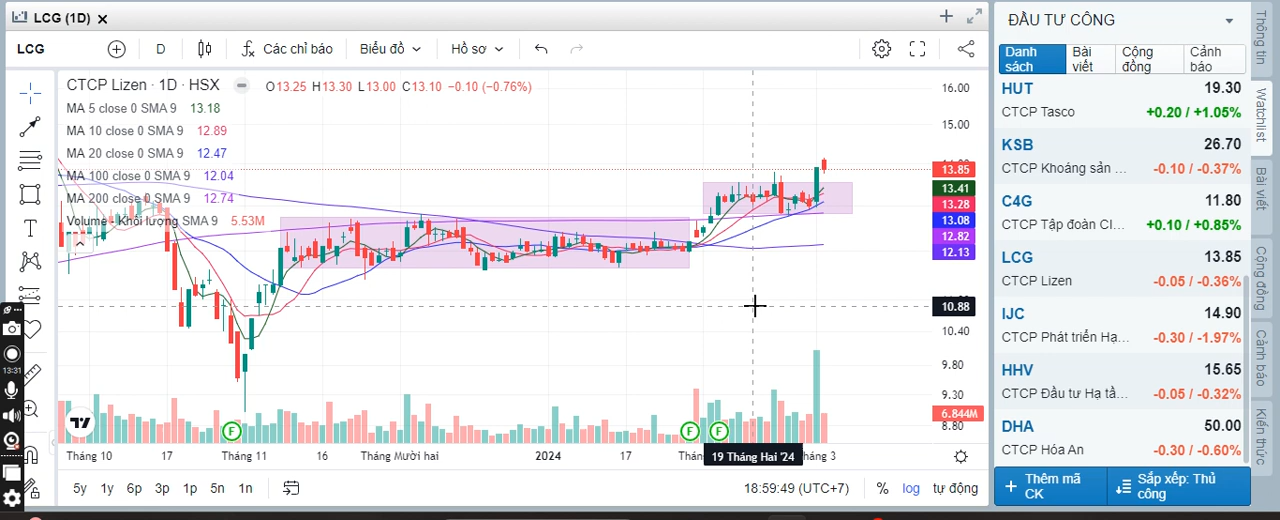 LCG (1D)
LCG
D
Các chỉ báo
Biểu đồ
Hồ sơ
CTCP Lizen · 1D · HSX
O13.25 H13.30 L13.00 C13.10 −0.10 (−0.76%)
MA 5 close 0 SMA 9 13.18
MA 10 close 0 SMA 9 12.89
MA 20 close 0 SMA 9 12.47
MA 100 close 0 SMA 9 12.04
MA 200 close 0 SMA 9 12.74
Volume - Khối lượng SMA 9 5.53M
16.00
15.00
13.85
13.41
13.28
13.08
12.82
12.13
10.88
10.40
9.80
9.30
6.844M
8.80
F
F
F
Tháng 10
17
Tháng 11
16
Tháng Mười hai
2024
17
19 Tháng Hai '24
háng 3
5y
1y
6p
3p
1p
5n
1n
18:59:49 (UTC+7)
%
log
tự động
13:31
ĐẦU TƯ CÔNG
Danh sách
Bài viết
Cộng đồng
Cảnh báo
HUT 19.30
CTCP Tasco +0.20 / +1.05%
KSB 26.70
CTCP Khoáng sản ... -0.10 / -0.37%
C4G 11.80
CTCP Tập đoàn CI... +0.10 / +0.85%
LCG 13.85
CTCP Lizen -0.05 / -0.36%
IJC 14.90
CTCP Phát triển Hạ... -0.30 / -1.97%
HHV 15.65
CTCP Đầu tư Hạ tầ... -0.05 / -0.32%
DHA 50.00
CTCP Hóa An -0.30 / -0.60%
Thêm mã CK
Sắp xếp: Thủ công
Thông tin
Watchlist
Bài viết
Cộng đồng
Cảnh báo
Kiến thức